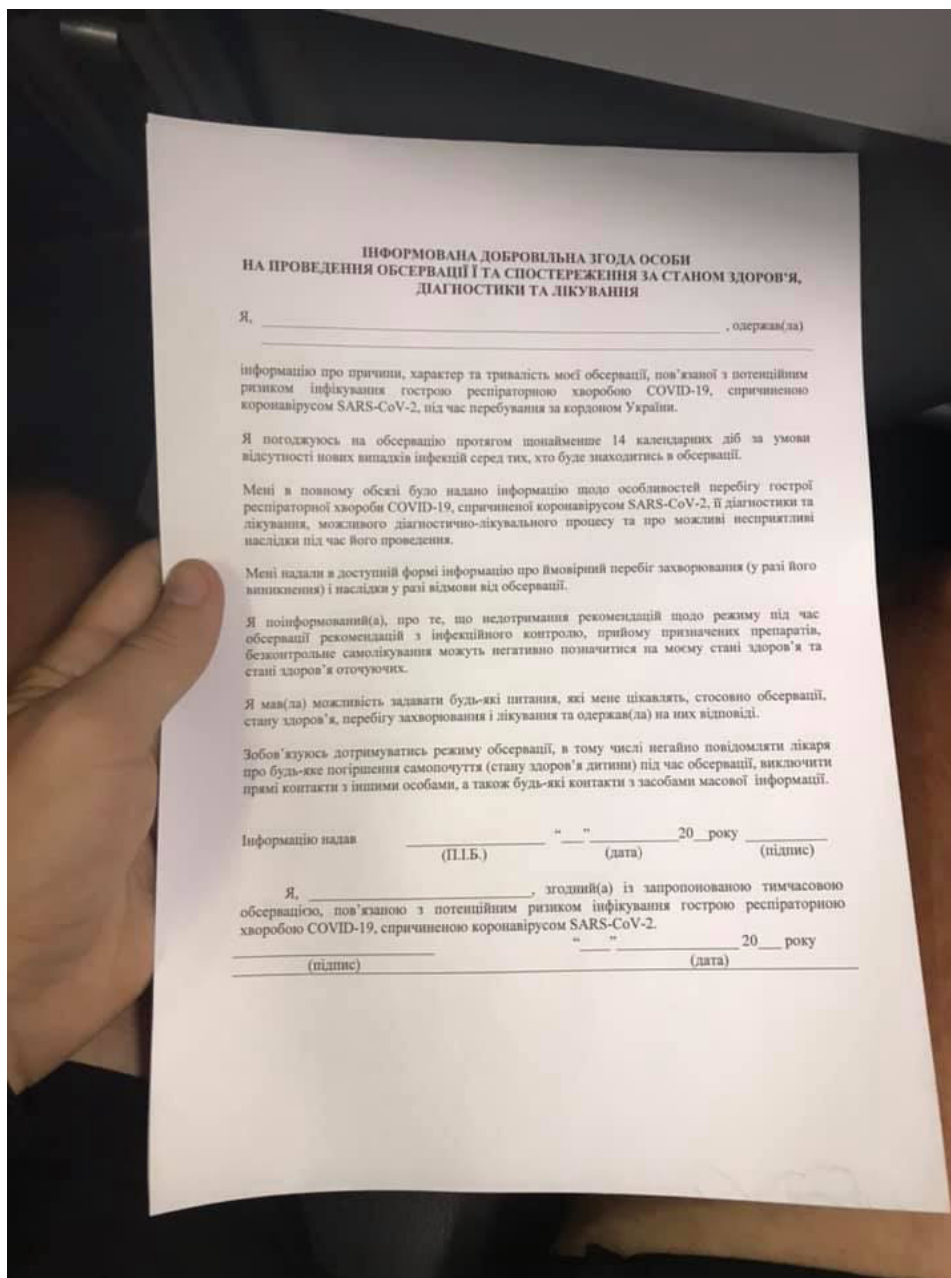 ІНФОРМОВАНА ДОБРОВІЛЬНА ЗГОДА ОСОБИ
НА ПРОВЕДЕННЯ ОБСЕРВАЦІЇ Ї ТА СПОСТЕРЕЖЕННЯ ЗА СТАНОМ ЗДОРОВ'Я,
ДІАГНОСТИКИ ТА ЛІКУВАННЯ
Я, ________________________ , одержав(ла)
інформацію про причини, характер та тривалість моєї обсервації, пов'язаної з потенційним
ризиком інфікування гострою респіраторною хворобою COVID-19, спричиненою
коронавірусом SARS-CoV-2, під час перебування за кордоном України.
Я погоджуюсь на обсервацію протягом щонайменше 14 календарних діб за умови
відсутності нових випадків інфекцій серед тих, хто буде знаходитись в обсервації.
Мені в повному обсязі було надано інформацію щодо особливостей перебігу гострої
респіраторної хвороби COVID-19, спричиненої коронавірусом SARS-CoV-2, її діагностики та
лікування, можливого діагностично-лікувального процесу та про можливі несприятливі
наслідки під час його проведення.
Мені надали в доступній формі інформацію про ймовірний перебіг захворювання (у разі його
виникнення) і наслідки у разі відмови від обсервації.
Я поінформований(а), про те, що недотримання рекомендацій щодо режиму під час
обсервації рекомендацій з інфекційного контролю, прийому призначених препаратів,
безконтрольне самолікування можуть негативно позначитися на моєму стані здоров'я та
стані здоров'я оточуючих.
Я мав(ла) можливість задавати будь-які питання, які мене цікавлять, стосовно обсервації,
стану здоров'я, перебігу захворювання і лікування та одержав(ла) на них відповіді.
Зобов'язуюсь дотримуватись режиму обсервації, в тому числі негайно повідомляти лікаря
про будь-яке погіршення самопочуття (стану здоров'я дитини) під час обсервації, виключити
прямі контакти з іншими особами, а також будь-які контакти з засобами масової інформації.
Інформацію надав ____________ “___”_________20__року ________
(П.І.Б.) (дата) (підпис)
Я, ____________________, згодний(а) із запропонованою тимчасовою
обсервацією, пов'язаною з потенційним ризиком інфікування гострою респіраторною
хворобою COVID-19, спричиненою коронавірусом SARS-CoV-2.
__________________ “___”____________ 20___ року
(підпис) (дата)